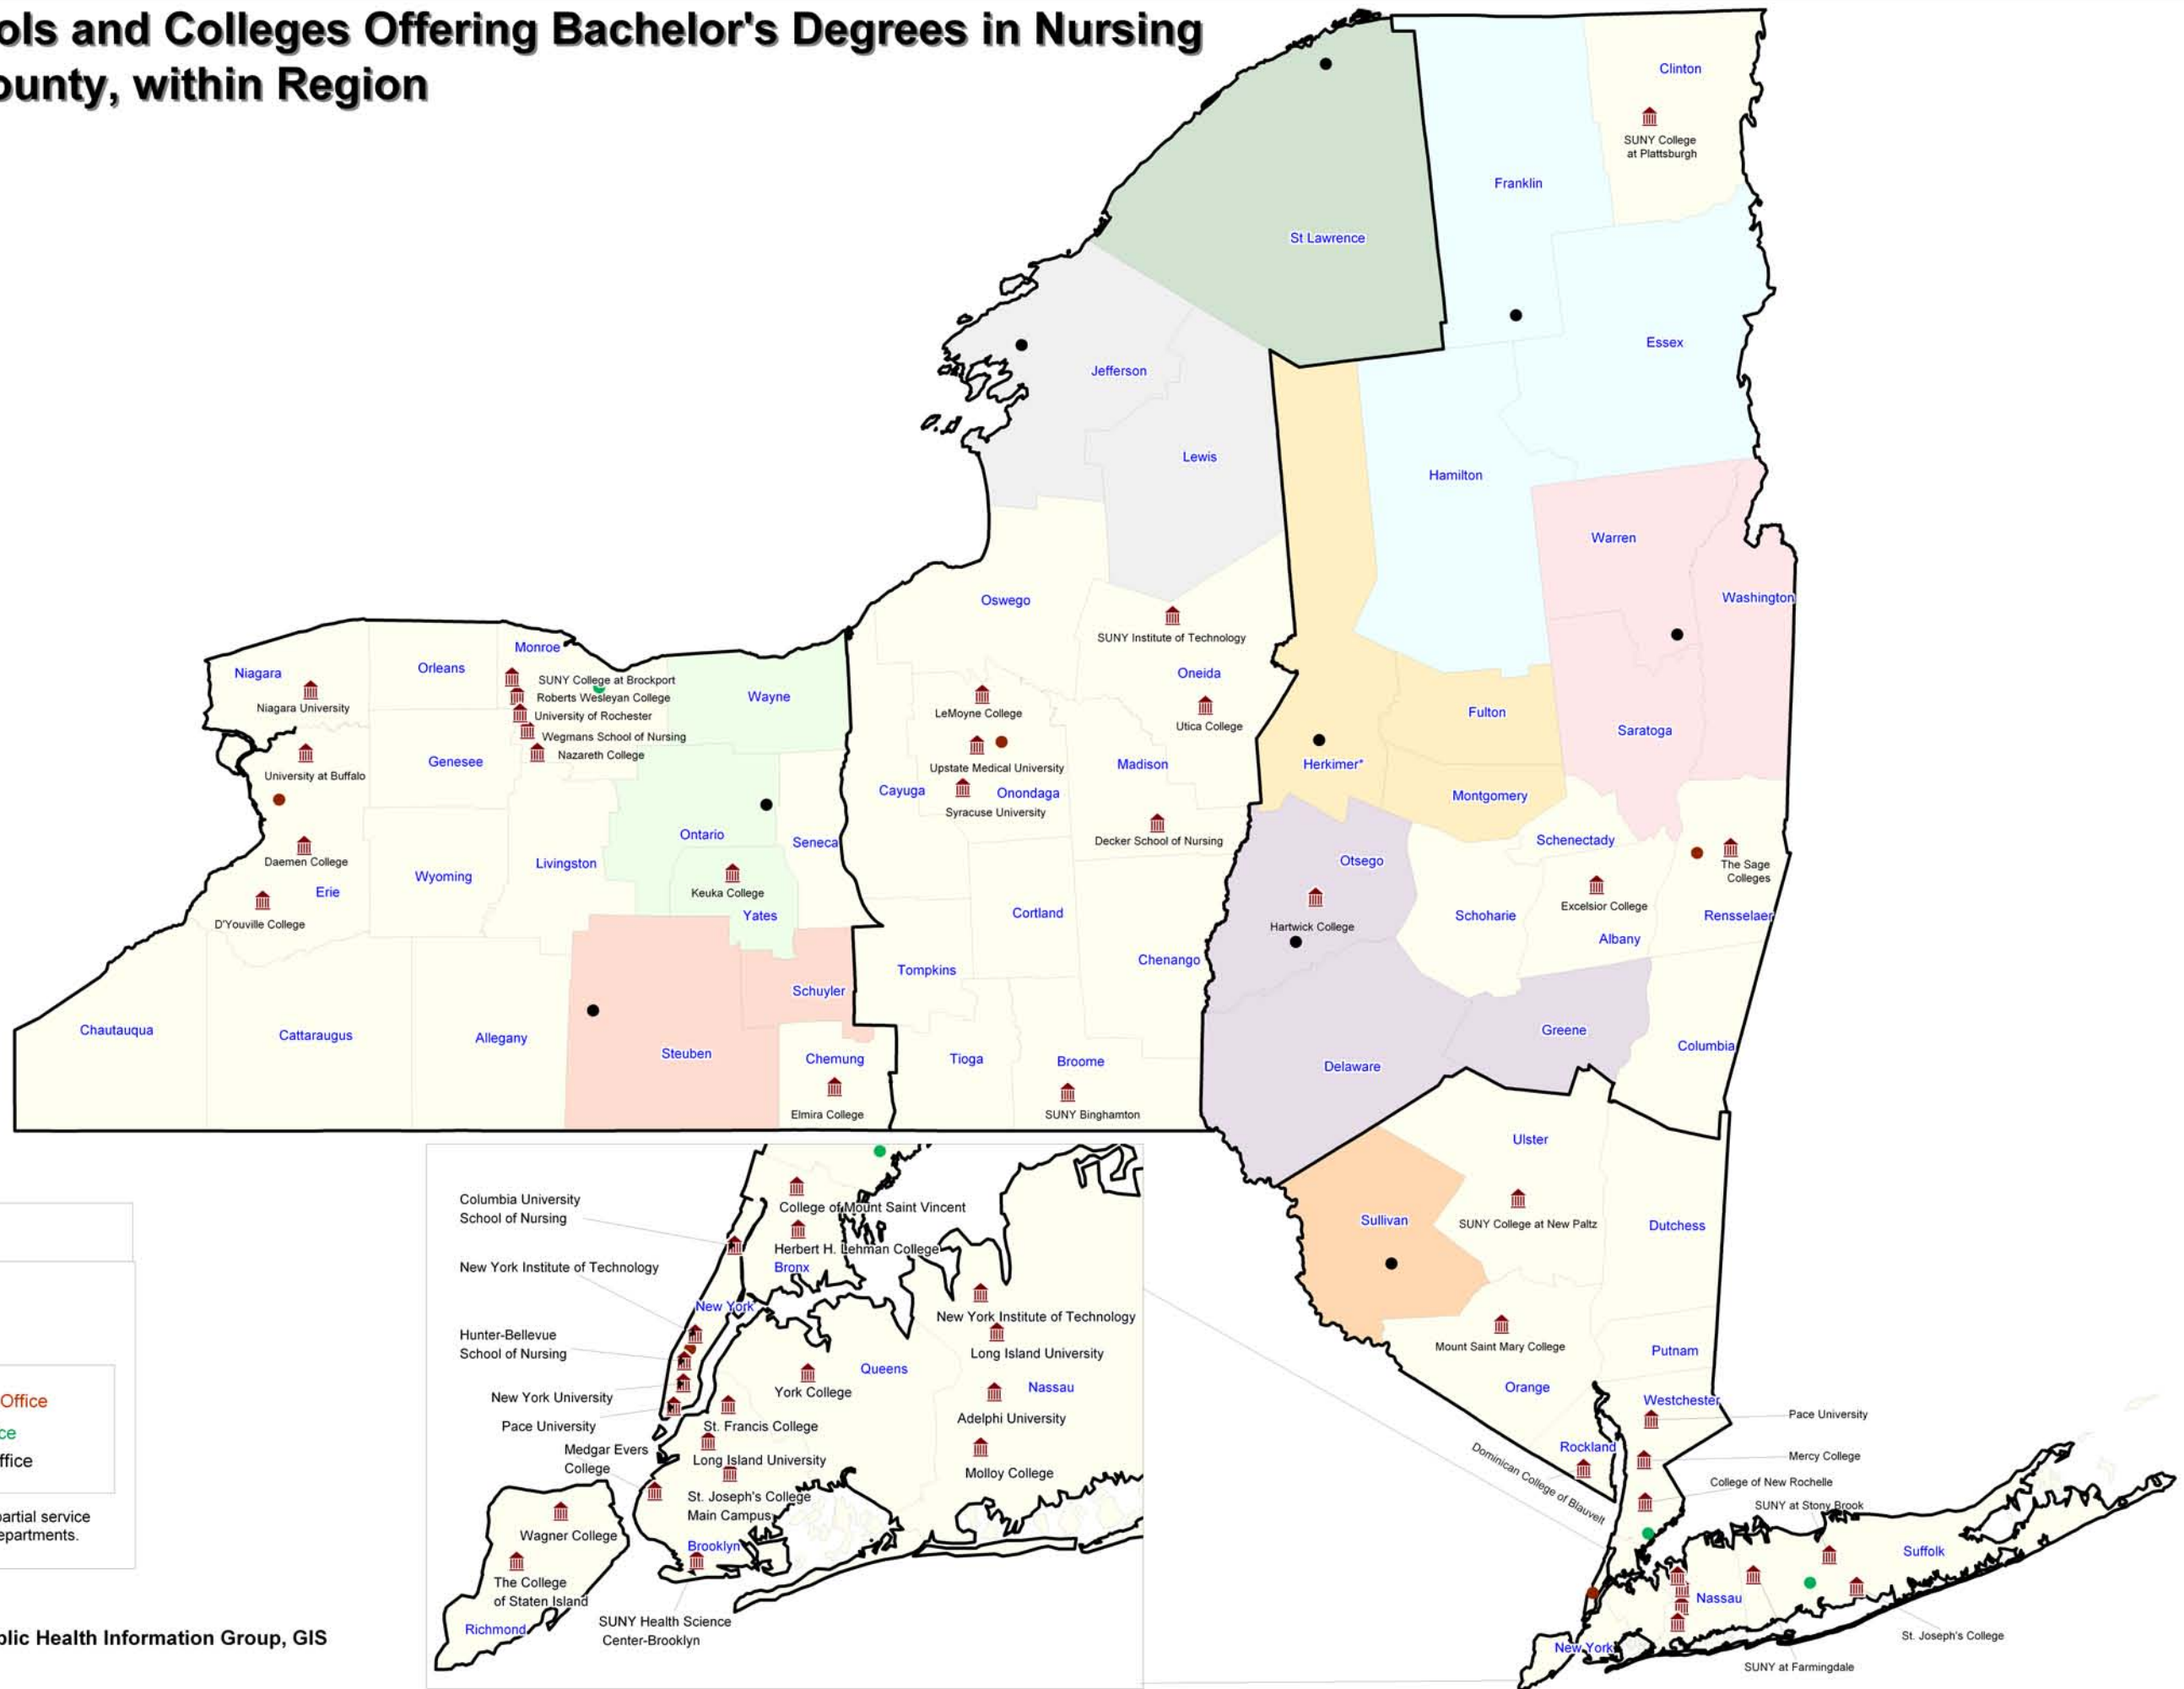 ols and Colleges Offering Bachelor's Degrees in Nursing
ounty, within Region
Clinton
SUNY College
at Plattsburgh
Franklin
St Lawrence
Essex
Jefferson
Lewis
Hamilton
Warren
Washington
Oswego
SUNY Institute of Technology
Oneida
Utica College
Monroe
Orleans
Niagara
Niagara University
SUNY College at Brockport
Roberts Wesleyan College
University of Rochester
Wegmans School of Nursing
Nazareth College
Wayne
LeMoyne College
Upstate Medical University
Onondaga
Syracuse University
Cayuga
Madison
Decker School of Nursing
Fulton
Herkimer*
Montgomery
Saratoga
University at Buffalo
Genesee
Daemen College
Erie
D'Youville College
Wyoming
Livingston
Ontario
Seneca
Keuka College
Yates
Otsego
Hartwick College
Schenectady
Schoharie
Excelsior College
Albany
The Sage
Colleges
Rensselaer
Cortland
Chenango
Tompkins
Schuyler
Chautauqua
Cattaraugus
Allegany
Steuben
Chemung
Elmira College
Tioga
Broome
SUNY Binghamton
Delaware
Greene
Columbia
Ulster
SUNY College at New Paltz
Dutchess
Sullivan
Mount Saint Mary College
Putnam
Orange
Westchester
Pace University
Rockland
Mercy College
Dominican College of Blauvelt
College of New Rochelle
SUNY at Stony Brook
Suffolk
Nassau
New York
St. Joseph's College
SUNY at Farmingdale
Columbia University
School of Nursing
College of Mount Saint Vincent
Herbert H. Lehman College
Bronx
New York Institute of Technology
New York
Hunter-Bellevue
School of Nursing
New York University
Pace University
Medgar Evers
College
New York Institute of Technology
Long Island University
Queens
York College
Nassau
Adelphi University
St. Francis College
Long Island University
Molloy College
St. Joseph's College
Main Campus
Brooklyn
Wagner College
The College
of Staten Island
Richmond
SUNY Health Science
Center-Brooklyn
Office
ce
ffice
partial service
epartments.
blic Health Information Group, GIS